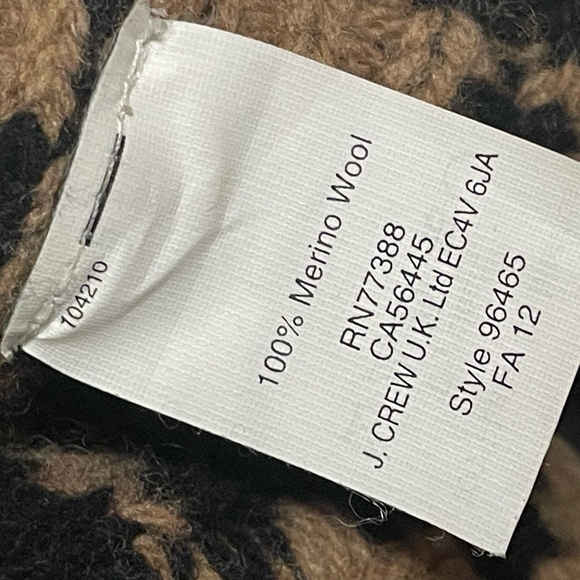 104210
100% Merino Wool
RN77388
CA56445
J. CREW U.K. Ltd EC4V 6JA
Style 96465
FA 12